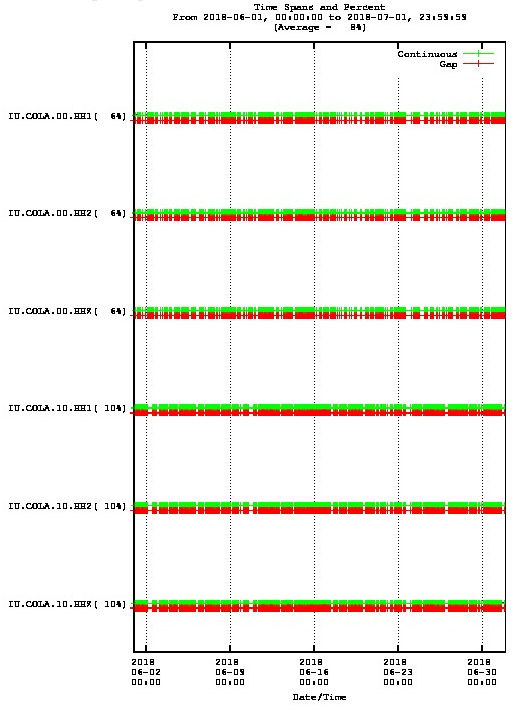 Time Spans and Percent
From 2018-06-01, 00:00:00 to 2018-07-01, 23:59:59
(Average = 8%)
Continuous
Gap
IU.COLA.00.HH1( 6%)
IU.COLA.00.HH2( 6%)
IU.COLA.00.HHZ( 6%)
IU.COLA.10.HH1( 10%)
IU.COLA.10.HH2( 10%)
IU.COLA.10.HHZ( 10%)
2018 2018 2018 2018 2018
06-02 06-09 06-16 06-23 06-30
00:00 00:00 00:00 00:00 00:00
Date/Time